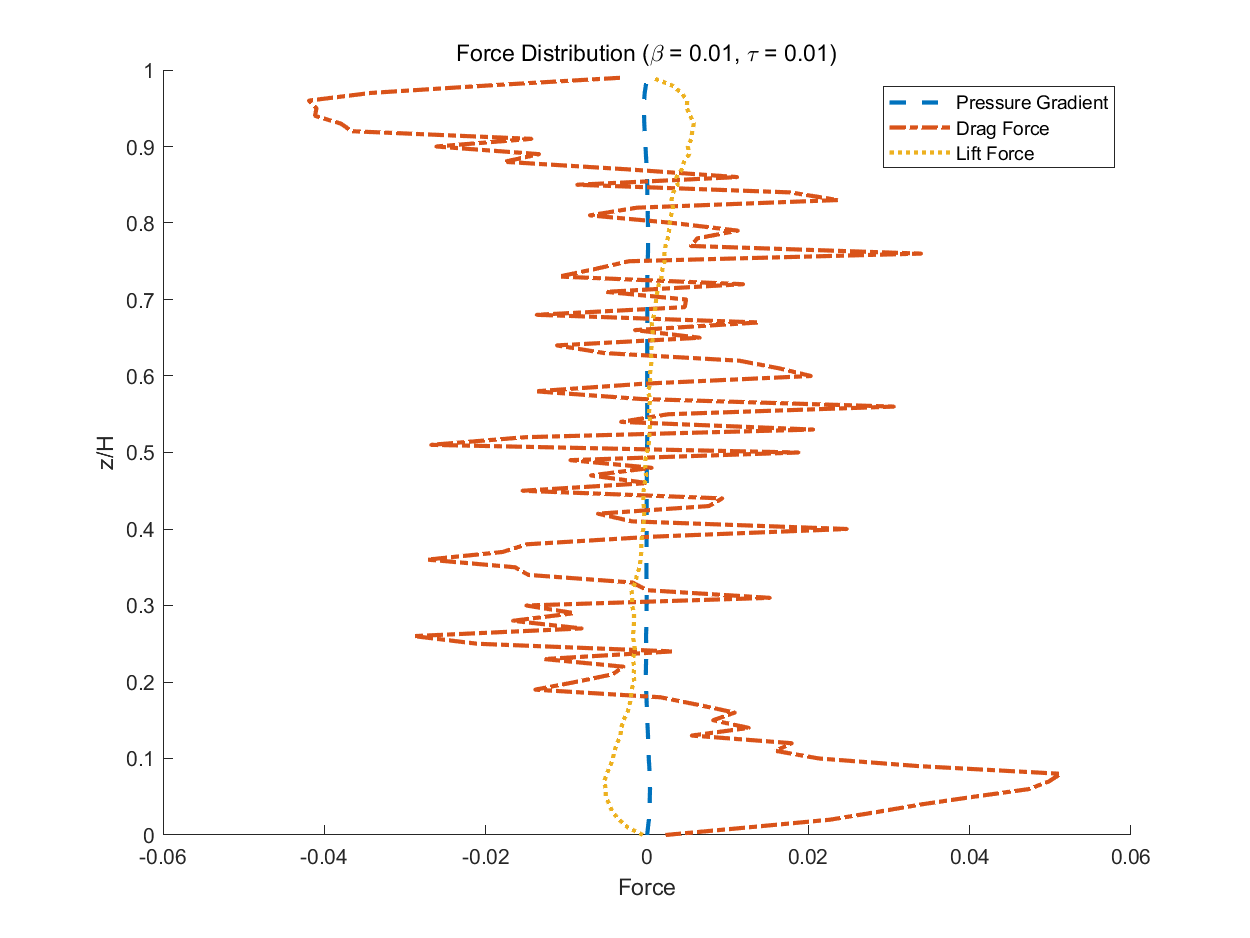 Force Distribution (β = 0.01, τ = 0.01)
Pressure Gradient
Drag Force
Lift Force
1
0.9
0.8
0.7
0.6
0.5
0.4
0.3
0.2
0.1
0
z/H
-0.06 -0.04 -0.02 0 0.02 0.04 0.06
Force